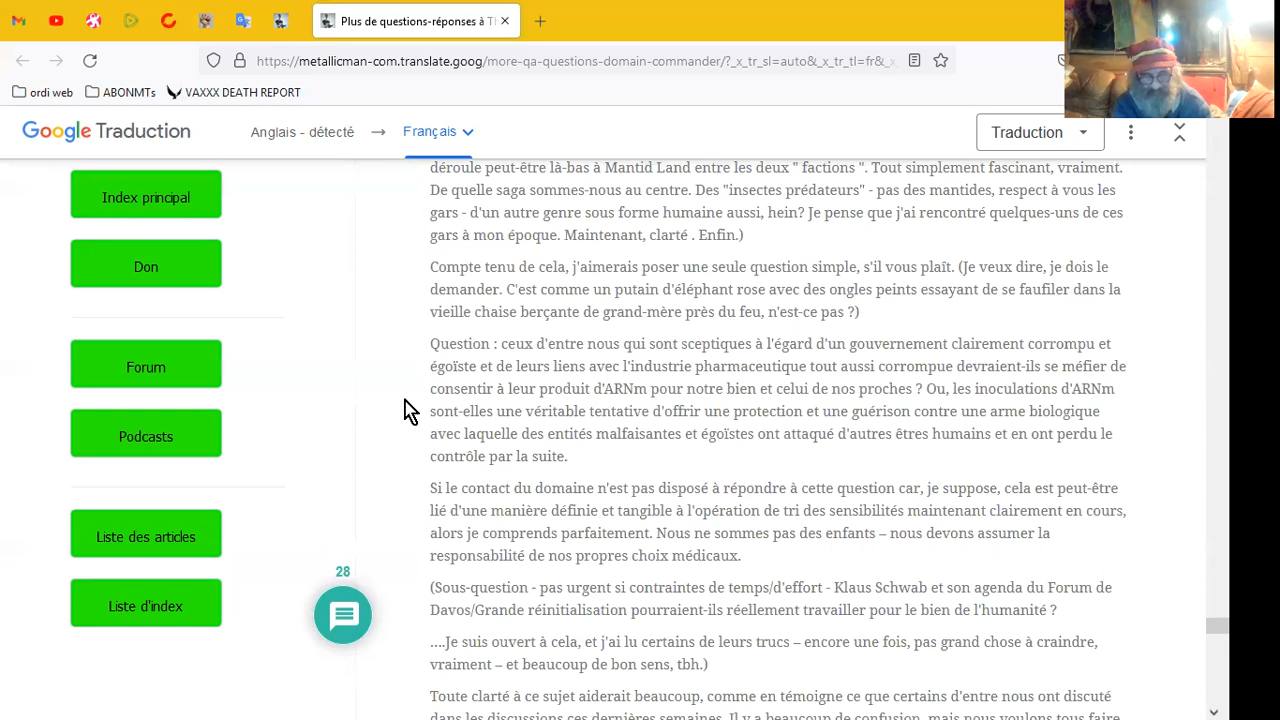 Plus de questions-réponses à Th
https://metallicman-com.translate.goog/more-qa-questions-domain-commander/?_x_tr_sl=auto&_x_tr_tl=fr&_x
ordi web
ABONMTs
VAXXX DEATH REPORT
Google Traduction
Anglais - détecté
Français
Traduction
Index principal
Don
Forum
Podcasts
Liste des articles
Liste d'index
28
déroule peut-être là-bas à Mantid Land entre les deux " factions ". Tout simplement fascinant, vraiment.
De quelle saga sommes-nous au centre. Des "insectes prédateurs" - pas des mantides, respect à vous les
gars - d'un autre genre sous forme humaine aussi, hein? Je pense que j'ai rencontré quelques-uns de ces
gars à mon époque. Maintenant, clarté . Enfin.)
Compte tenu de cela, j'aimerais poser une seule question simple, s'il vous plaît. (Je veux dire, je dois le
demander. C'est comme un putain d'éléphant rose avec des ongles peints essayant de se faufiler dans la
vieille chaise berçante de grand-mère près du feu, n'est-ce pas ?)
Question : ceux d'entre nous qui sont sceptiques à l'égard d'un gouvernement clairement corrompu et
égoïste et de leurs liens avec l'industrie pharmaceutique tout aussi corrompue devraient-ils se méfier de
consentir à leur produit d'ARNm pour notre bien et celui de nos proches ? Ou, les inoculations d'ARNm
sont-elles une véritable tentative d'offrir une protection et une guérison contre une arme biologique
avec laquelle des entités malfaisantes et égoïstes ont attaqué d'autres êtres humains et en ont perdu le
contrôle par la suite.
Si le contact du domaine n'est pas disposé à répondre à cette question car, je suppose, cela est peut-être
lié d'une manière définie et tangible à l'opération de tri des sensibilités maintenant clairement en cours,
alors je comprends parfaitement. Nous ne sommes pas des enfants – nous devons assumer la
responsabilité de nos propres choix médicaux.
(Sous-question - pas urgent si contraintes de temps/d'effort - Klaus Schwab et son agenda du Forum de
Davos/Grande réinitialisation pourraient-ils réellement travailler pour le bien de l'humanité ?
….Je suis ouvert à cela, et j'ai lu certains de leurs trucs – encore une fois, pas grand chose à craindre,
vraiment – et beaucoup de bon sens, tbh.)
Toute clarté à ce sujet aiderait beaucoup, comme en témoigne ce que certains d'entre nous ont discuté
dans les discussions ces dernières semaines. Il y a beaucoup de confusion, mais nous voulons tous faire